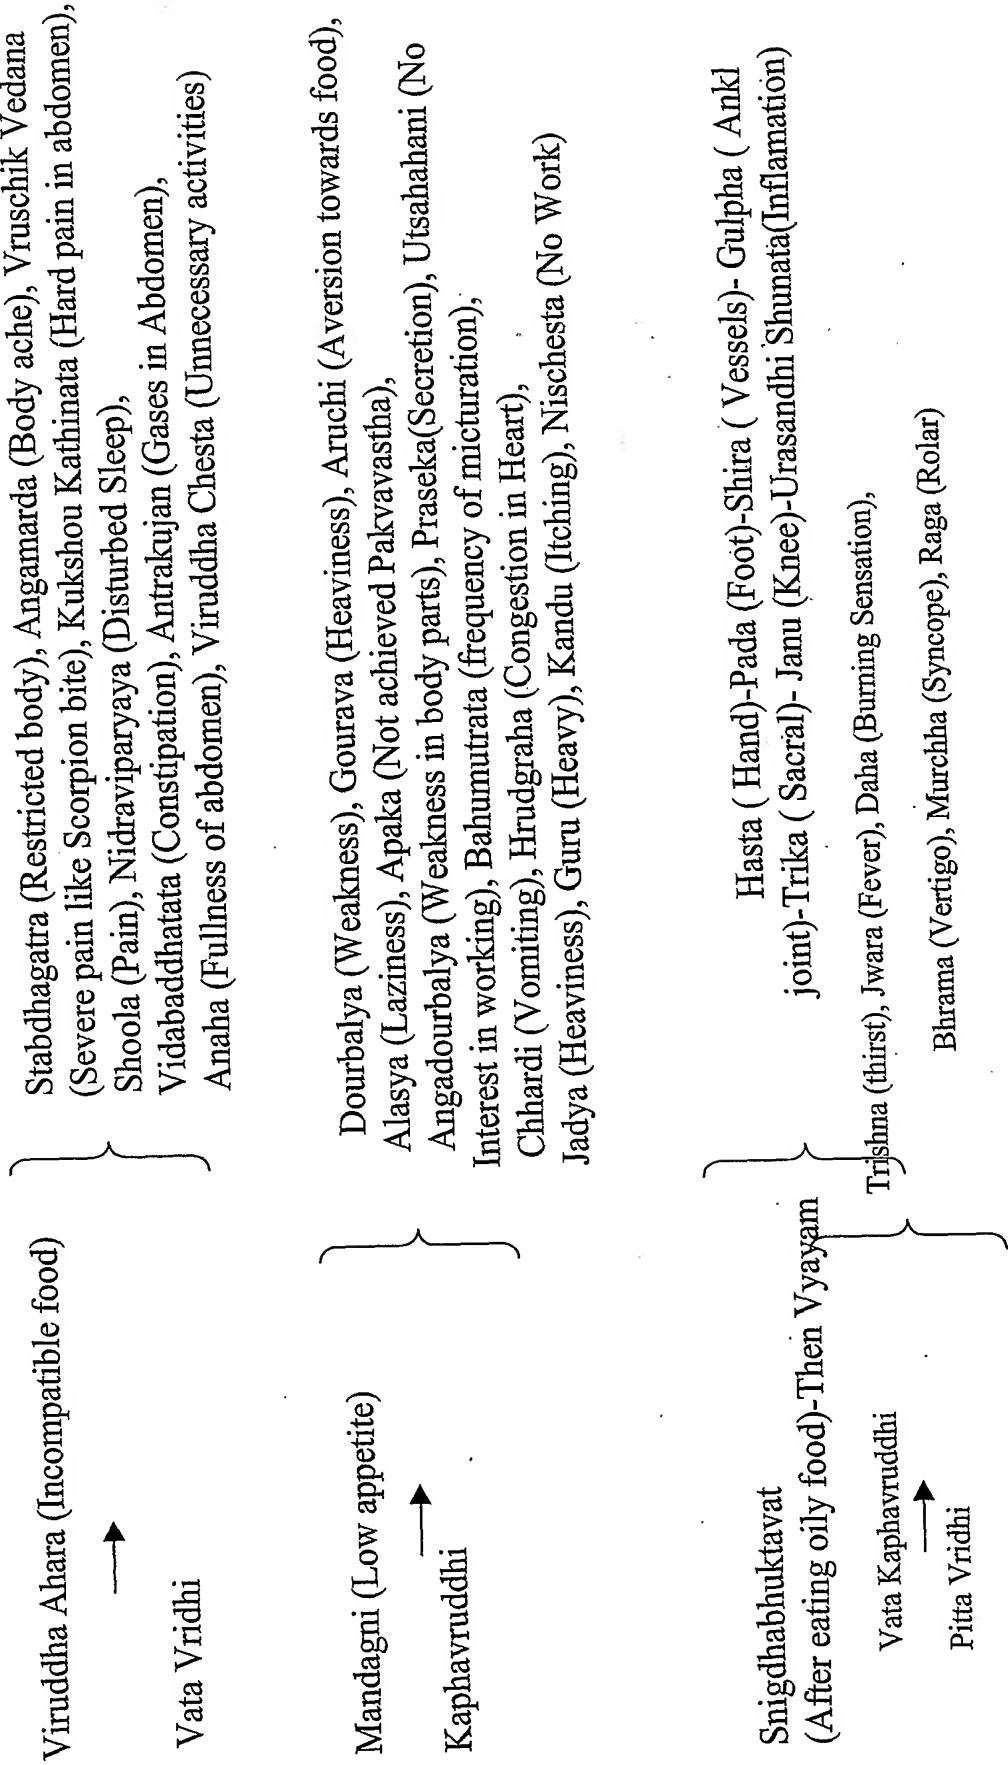 Viruddha Ahara (Incompatible food)
Vata Vridhi
Stabdhagatra (Restricted body), Angamarda (Body ache), Vruschik Vedana
(Severe pain like Scorpion bite), Kukshou Kathinata (Hard pain in abdomen),
Shoola (Pain), Nidraviparyaya (Disturbed Sleep),
Vidabaddhatata (Constipation), Antrakujan (Gases in Abdomen),
Anaha (Fullness of abdomen), Viruddha Chesta (Unnecessary activities)
Mandagni (Low appetite)
Kaphavruddhi
Dourbalya (Weakness), Gourava (Heaviness), Aruchi (Aversion towards food),
Alasya (Laziness), Apaka (Not achieved Pakvavastha),
Angadourbalya (Weakness in body parts), Praseka(Secretion), Utsahahani (No
Interest in working), Bahumutrata (frequency of micturation),
Chhardi (Vomiting), Hrudgraha (Congestion in Heart),
Jadya (Heaviness), Guru (Heavy), Kandu (Itching), Nischesta (No Work)
Snigdhabhuktavat
(After eating oily food)-Then Vyayam
Hasta ( Hand)-Pada (Foot)-Shira ( Vessels)- Gulpha ( Ankl
joint)-Trika ( Sacral)- Janu (Knee)-Urasandhi Shunata(Inflamation)
Vata Kaphavruddhi
Pitta Vridhi
Trishna (thirst), Jwara (Fever), Daha (Burning Sensation),
Bhrama (Vertigo), Murchha (Syncope), Raga (Rolar)